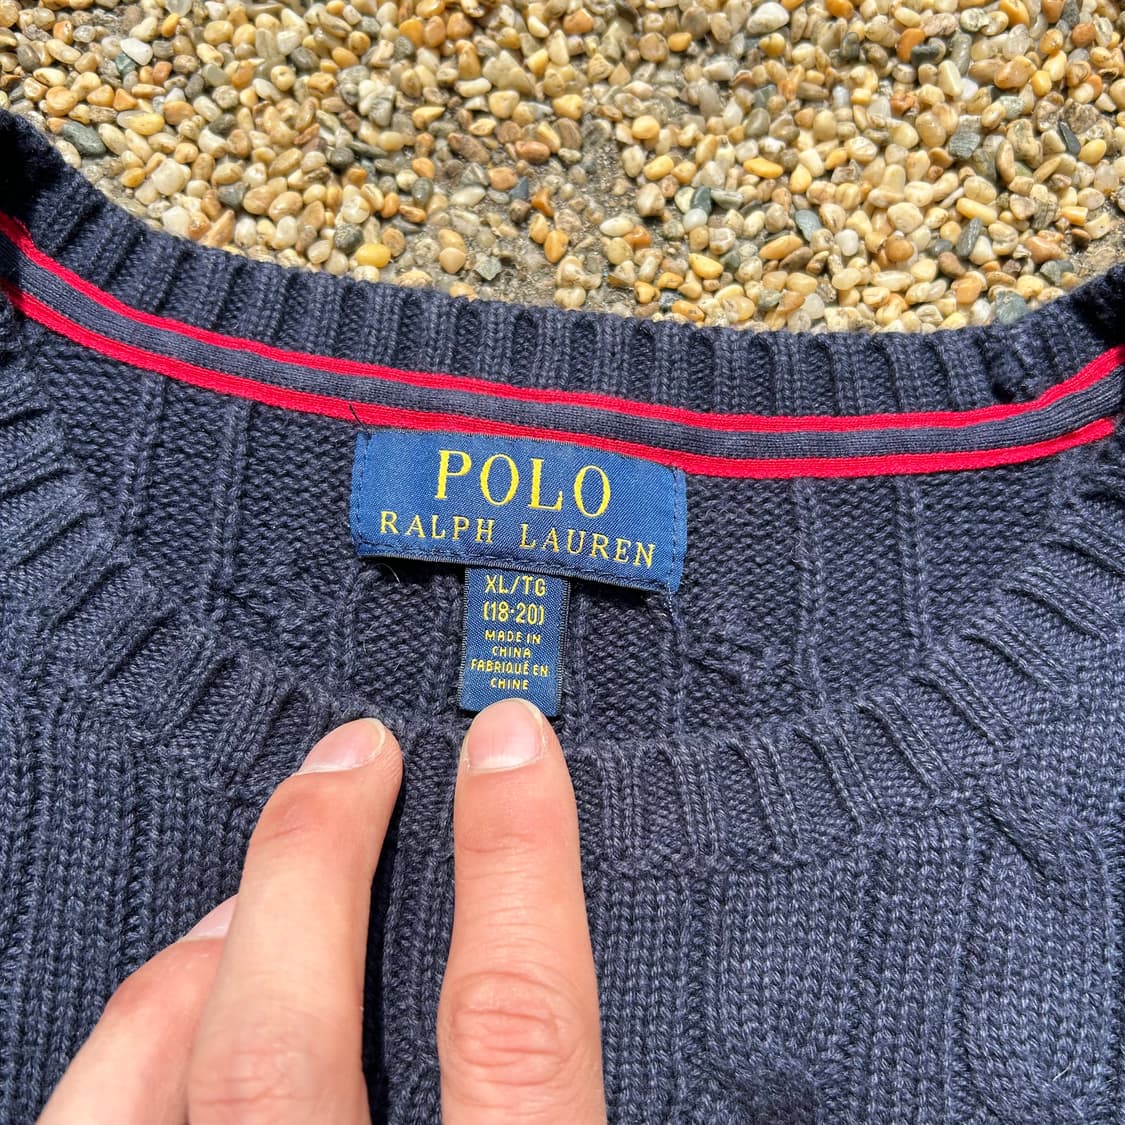 POLO
RALPH LAUREN
XL/TG
(18-20)
MADE IN
CHINA
FABRIQUÉ EN
CHINE